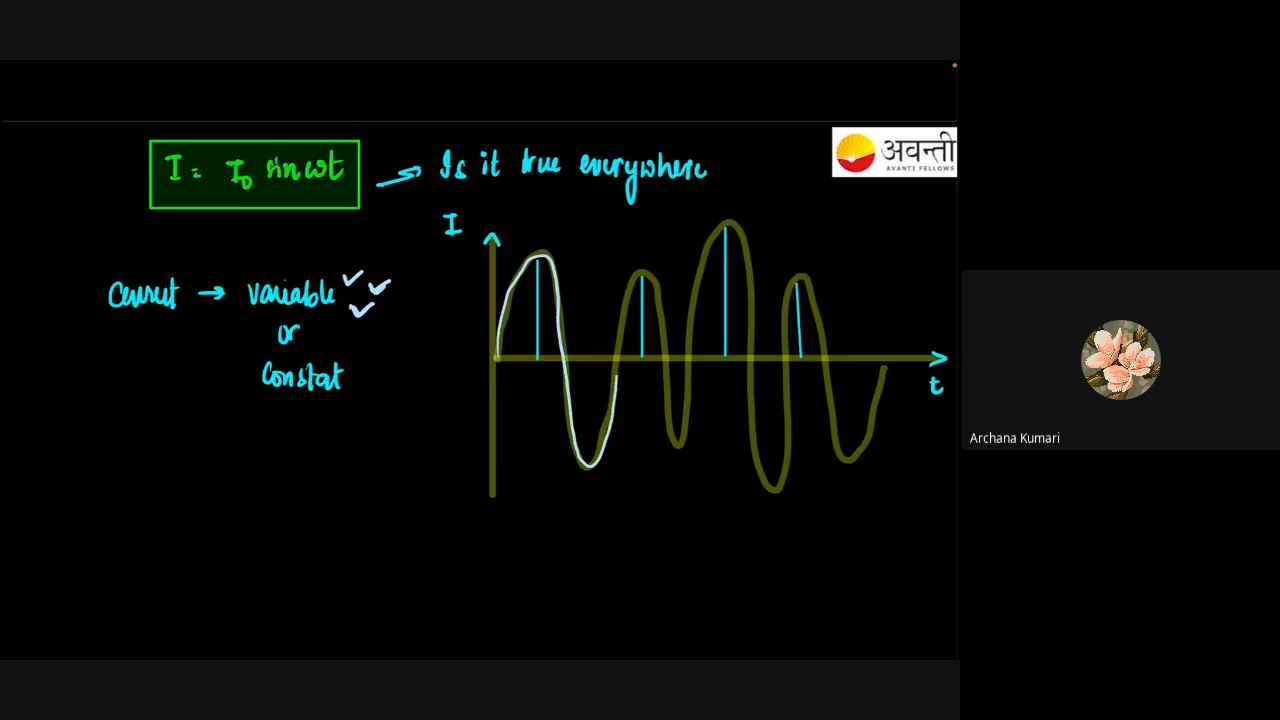 I = I₀ sin ωt
Is it true everywhere
अवन्ती
AVANTI FELLOWS
I
Current → variable ✓✓✓
or
Constat
t
Archana Kumari